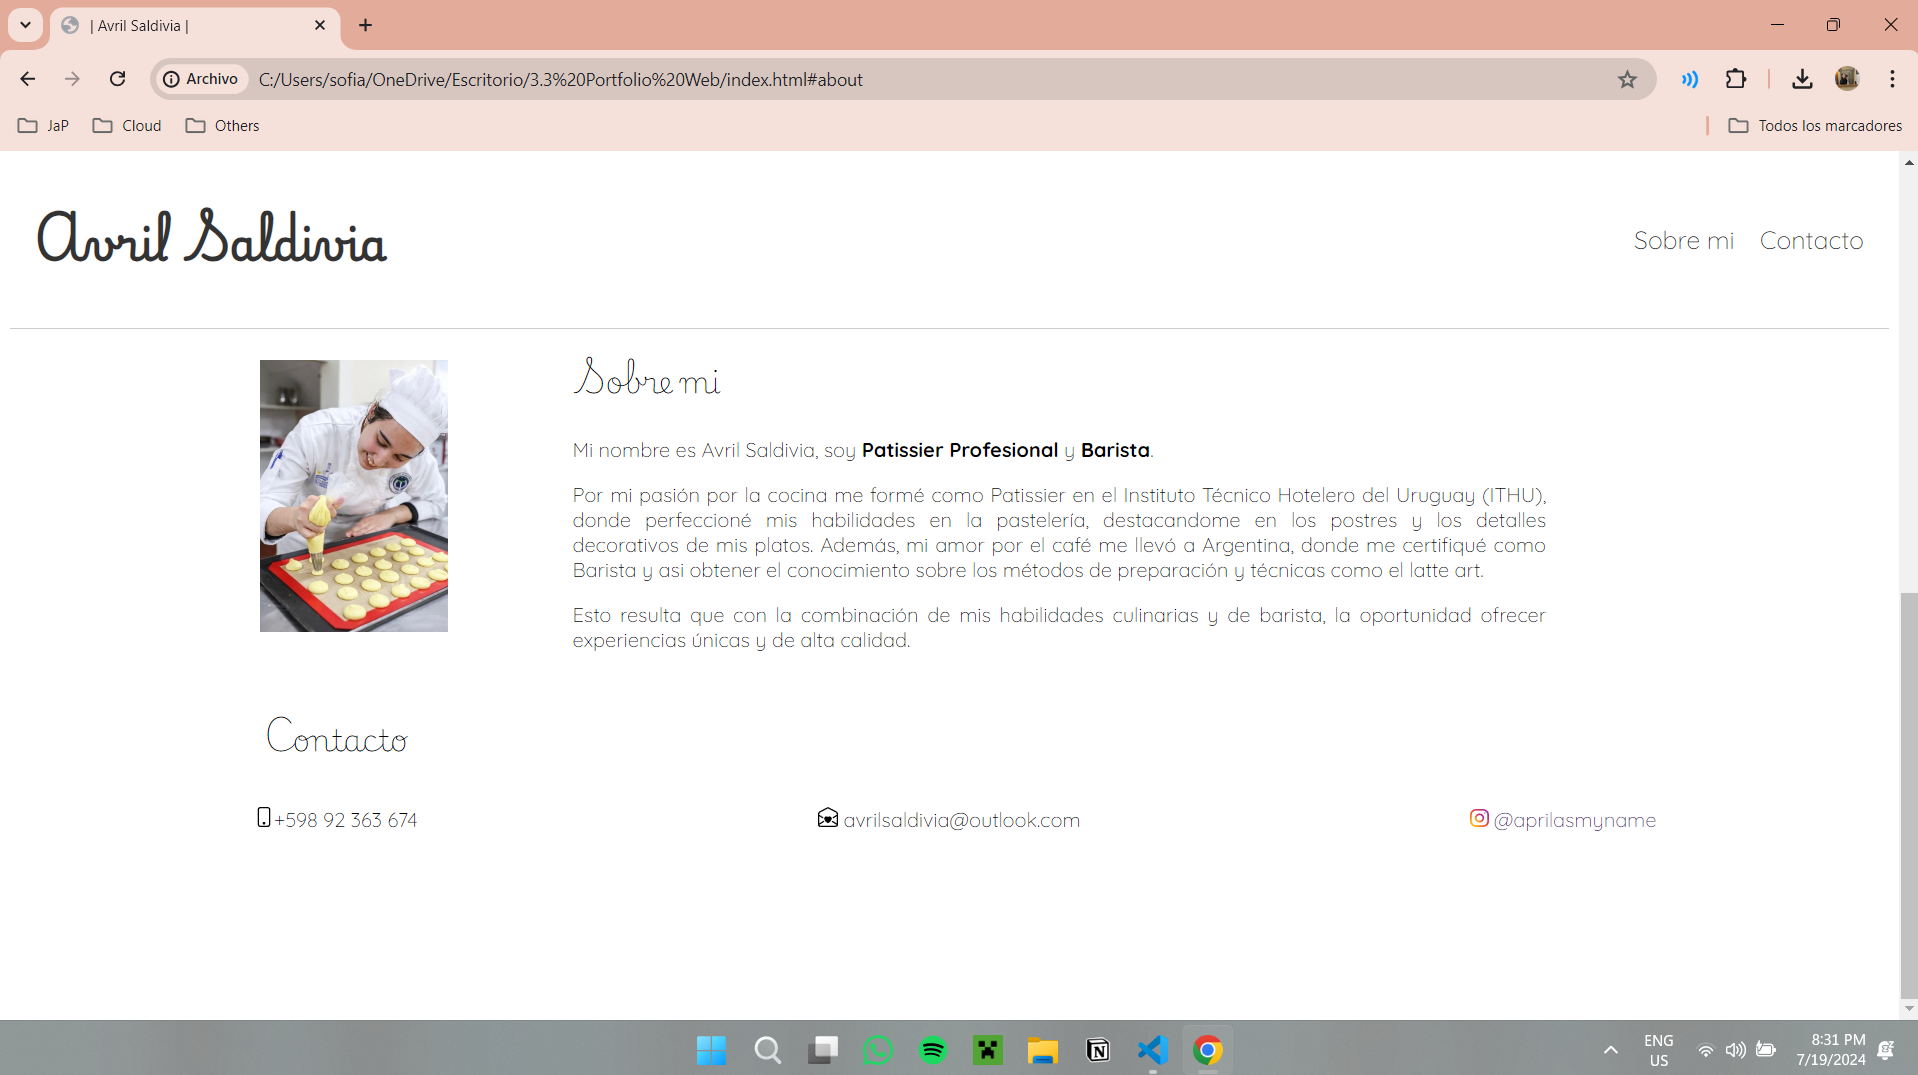 | Avril Saldivia |
Archivo
C:/Users/sofia/OneDrive/Escritorio/3.3%20Portfolio%20Web/index.html#about
JaP
Cloud
Others
Todos los marcadores
Avril Saldivia
Sobre mi
Contacto
Sobre mi
Mi nombre es Avril Saldivia, soy Patissier Profesional y Barista.
Por mi pasión por la cocina me formé como Patissier en el Instituto Técnico Hotelero del Uruguay (ITHU),
donde perfeccioné mis habilidades en la pastelería, destacandome en los postres y los detalles
decorativos de mis platos. Además, mi amor por el café me llevó a Argentina, donde me certifiqué como
Barista y asi obtener el conocimiento sobre los métodos de preparación y técnicas como el latte art.
Esto resulta que con la combinación de mis habilidades culinarias y de barista, la oportunidad ofrecer
experiencias únicas y de alta calidad.
Contacto
+598 92 363 674
avrilsaldivia@outlook.com
@aprilasmyname
ENG
US
8:31 PM
7/19/2024